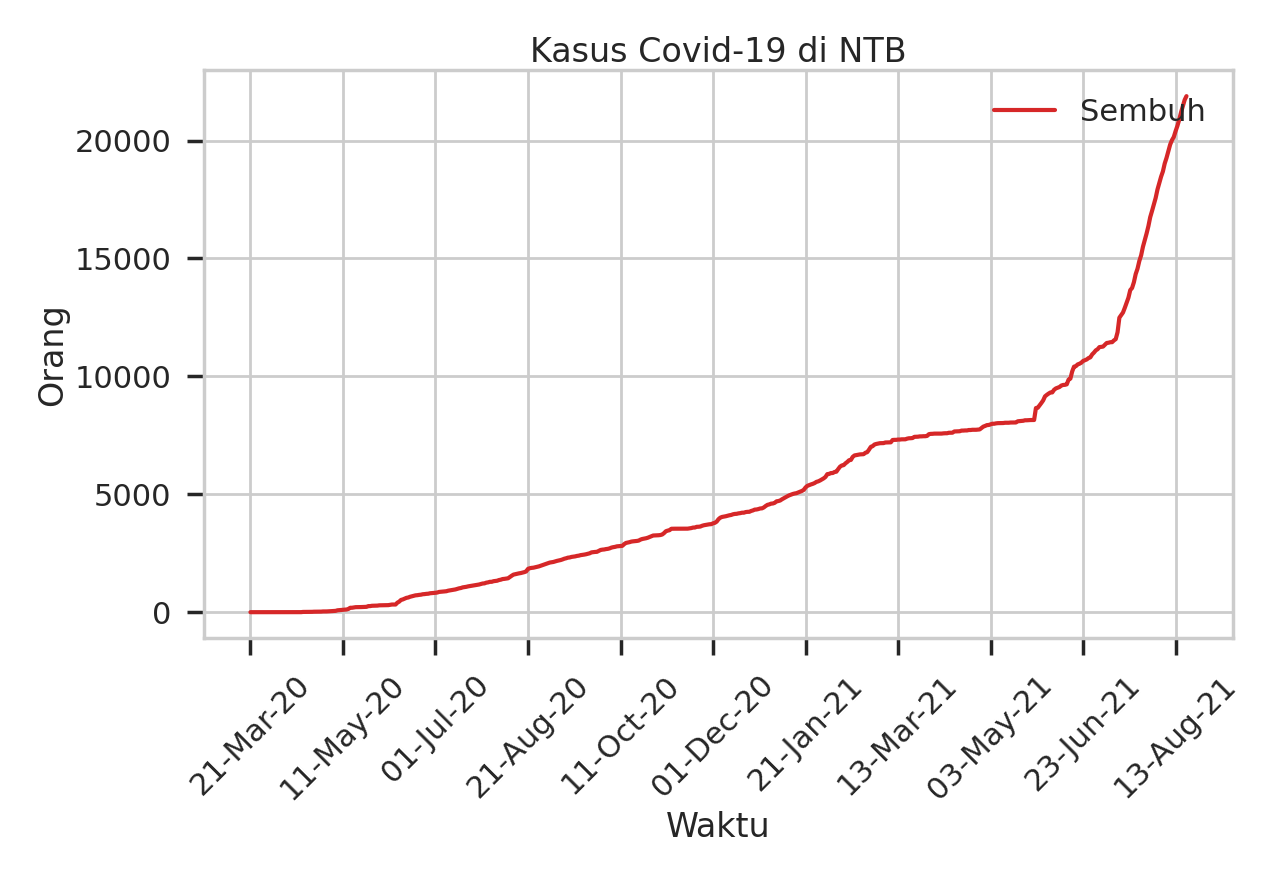 Kasus Covid-19 di NTB
Sembuh
20000
15000
10000
5000
0
Orang
21-Mar-20
11-May-20
01-Jul-20
21-Aug-20
11-Oct-20
01-Dec-20
21-Jan-21
13-Mar-21
03-May-21
23-Jun-21
13-Aug-21
Waktu